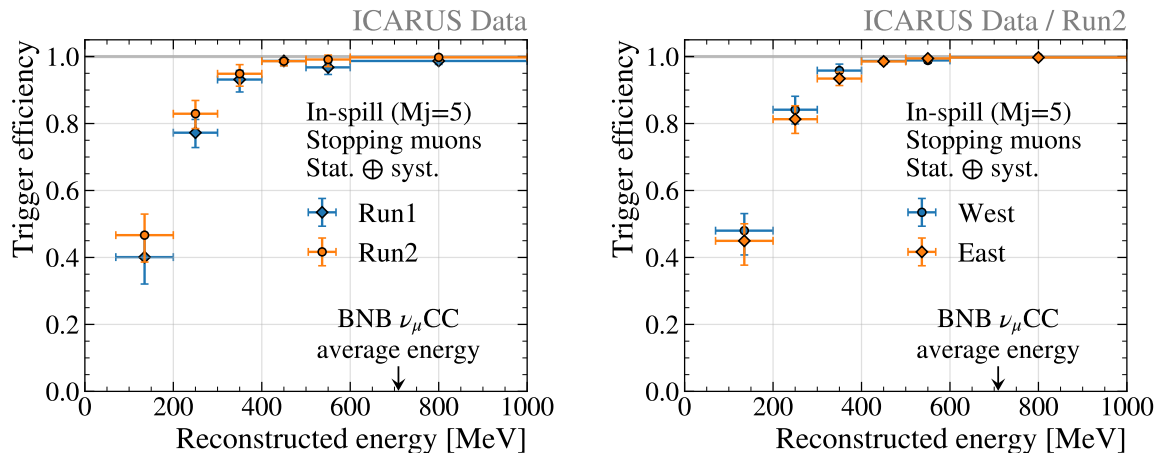 ICARUS Data
1.0
0.8
0.6
0.4
0.2
0.0
Trigger efficiency
In-spill (Mj=5)
Stopping muons
Stat. ⊕ syst.
Run1
Run2
BNB νμCC
average energy
0 200 400 600 800 1000
Reconstructed energy [MeV]
ICARUS Data / Run2
1.0
0.8
0.6
0.4
0.2
0.0
Trigger efficiency
In-spill (Mj=5)
Stopping muons
Stat. ⊕ syst.
West
East
BNB νμCC
average energy
0 200 400 600 800 1000
Reconstructed energy [MeV]